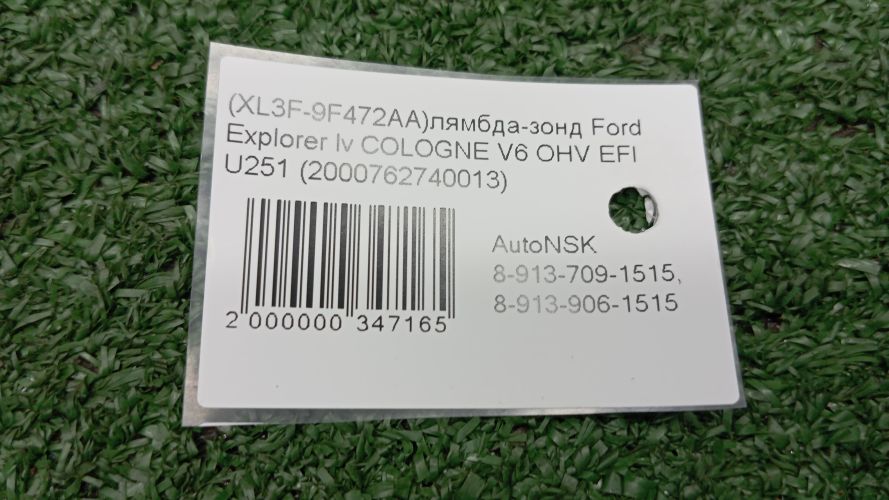 (XL3F-9F472AA)лямбда-зонд Ford
Explorer Iv COLOGNE V6 OHV EFI
U251 (2000762740013)
AutoNSK
8-913-709-1515,
8-913-906-1515
2 000000 347165